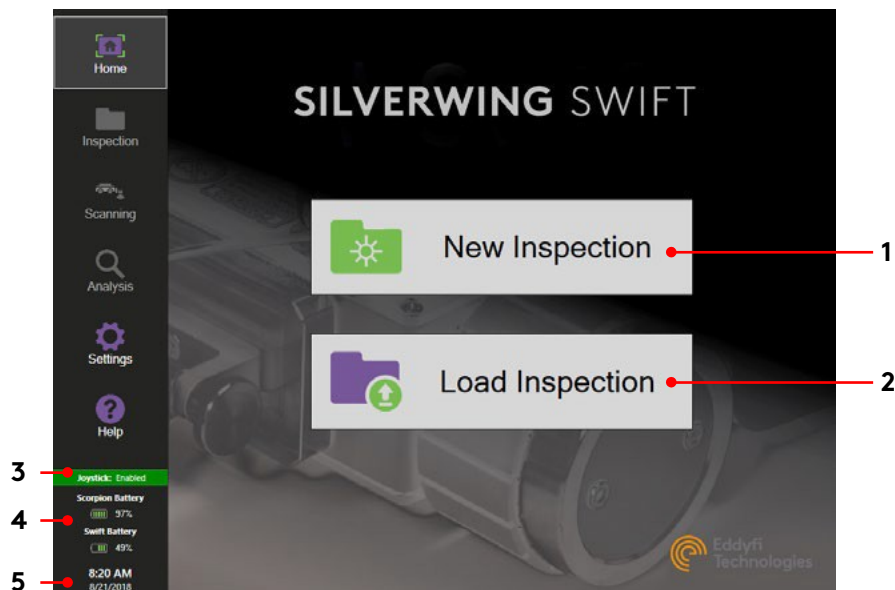 Home
SILVERWING SWIFT
Inspection
Scanning
New Inspection
1
Analysis
Settings
Load Inspection
2
Help
3
Joystick: Enabled
Scorpion Battery
97%
4
Swift Battery
49%
Eddyfi
Technologies
5
8:20 AM
8/21/2018